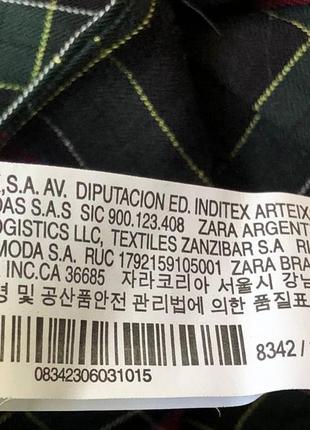 ,S.A. AV. DIPUTACION ED. INDITEX ARTEIX
DAS S.A.S SIC 900.123.408 ZARA ARGENT
LOGISTICS LLC, TEXTILES ZANZIBAR S.A RI
MODA S.A. RUC 1792159105001 ZARA BRA
INC.CA 36685 자라코리아 서울시 강남
명 및 공산품안전 관리법에 의한 품질표
8342 /
08342306031015